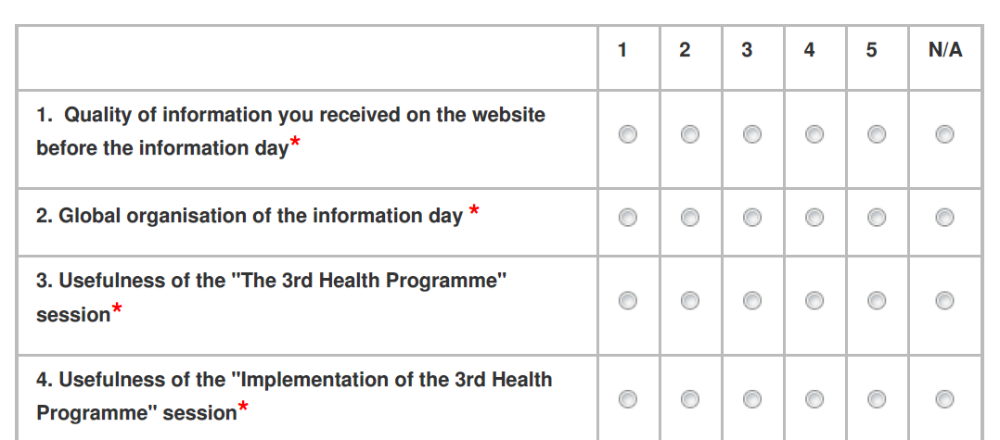 1 2 3 4 5 N/A
1.  Quality of information you received on the website
before the information day*
2. Global organisation of the information day *
3. Usefulness of the "The 3rd Health Programme"
session*
4. Usefulness of the "Implementation of the 3rd Health
Programme" session*